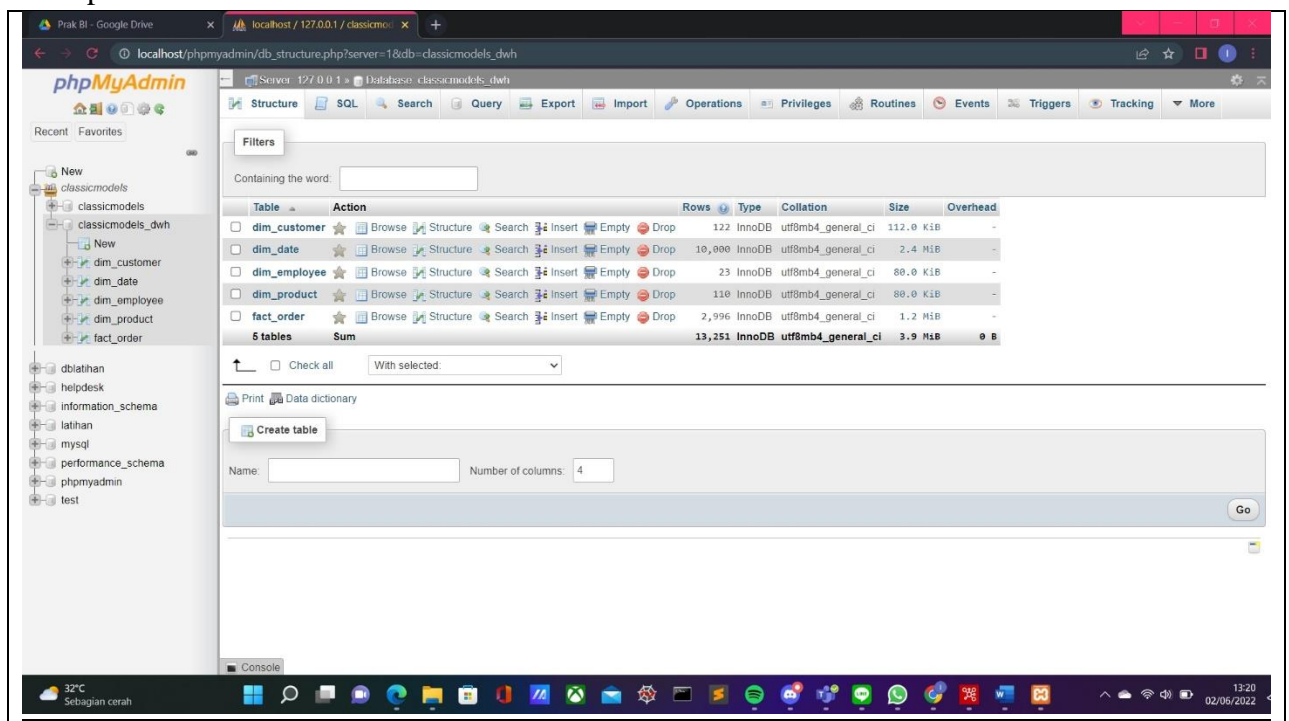 Prak BI - Google Drive
localhost / 127.0.0.1 / classicmod
localhost/phpmyadmin/db_structure.php?server=1&db=classicmodels_dwh
phpMyAdmin
Recent Favorites
New
classicmodels
classicmodels
classicmodels_dwh
New
dim_customer
dim_date
dim_employee
dim_product
fact_order
dblatihan
helpdesk
information_schema
latihan
mysql
performance_schema
phpmyadmin
test
Server: 127.0.0.1 » Database: classicmodels_dwh
Structure SQL Search Query Export Import Operations Privileges Routines Events Triggers Tracking More
Filters
Containing the word:
Table Action Rows Type Collation Size Overhead
dim_customer Browse Structure Search Insert Empty Drop 122 InnoDB utf8mb4_general_ci 112.0 KiB -
dim_date Browse Structure Search Insert Empty Drop 10,000 InnoDB utf8mb4_general_ci 2.4 MiB -
dim_employee Browse Structure Search Insert Empty Drop 23 InnoDB utf8mb4_general_ci 80.0 KiB -
dim_product Browse Structure Search Insert Empty Drop 110 InnoDB utf8mb4_general_ci 80.0 KiB -
fact_order Browse Structure Search Insert Empty Drop 2,996 InnoDB utf8mb4_general_ci 1.2 MiB -
5 tables Sum 13,251 InnoDB utf8mb4_general_ci 3.9 MiB 0 B
Check all With selected:
Print Data dictionary
Create table
Name: Number of columns: 4
Go
Console
32°C
Sebagian cerah
13:20
02/06/2022